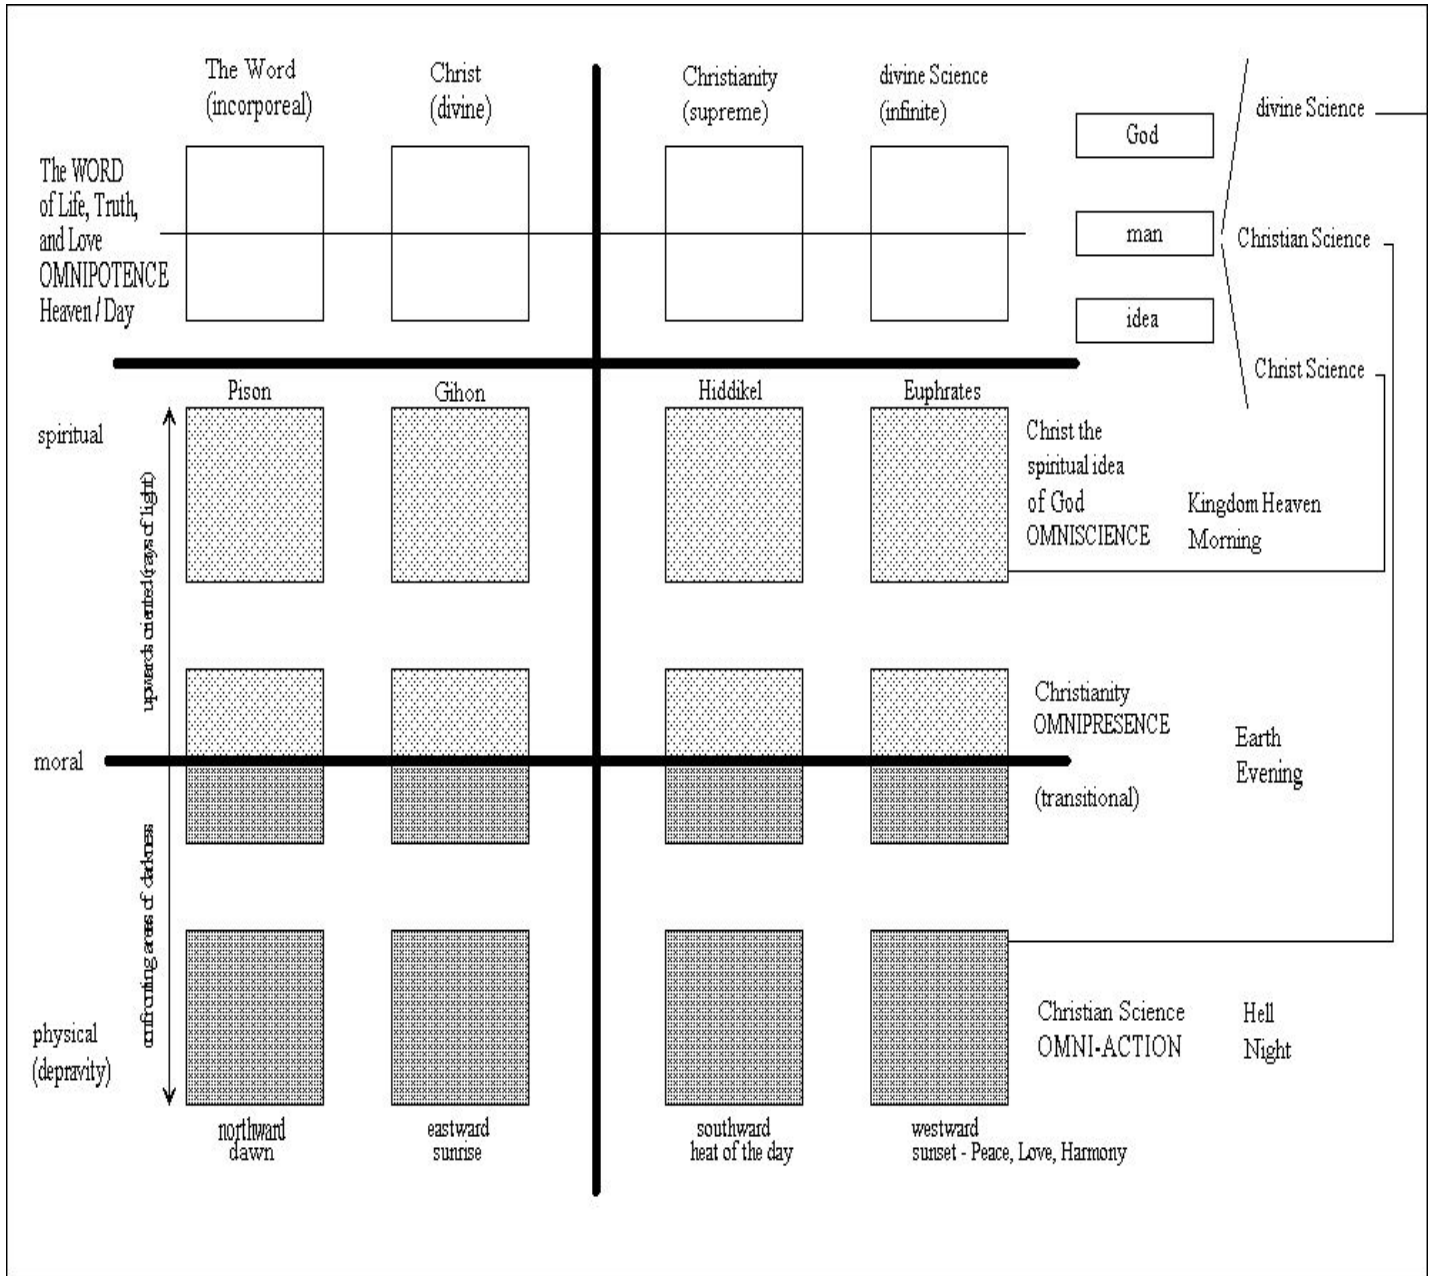 The Word
(incorporeal)
Christ
(divine)
Christianity
(supreme)
divine Science
(infinite)
The WORD
of Life, Truth,
and Love
OMNIPOTENCE
Heaven / Day
God
man
idea
divine Science
Christian Science
Christ Science
Pison
Gihon
Hiddikel
Euphrates
spiritual
upwards oriented (rays of light)
Christ the
spiritual idea
of God
OMNISCIENCE
Kingdom Heaven
Morning
moral
Christianity
OMNIPRESENCE
(transitional)
Earth
Evening
confronting areas of darkness
physical
(depravity)
Christian Science
OMNI-ACTION
Hell
Night
northward
dawn
eastward
sunrise
southward
heat of the day
westward
sunset - Peace, Love, Harmony